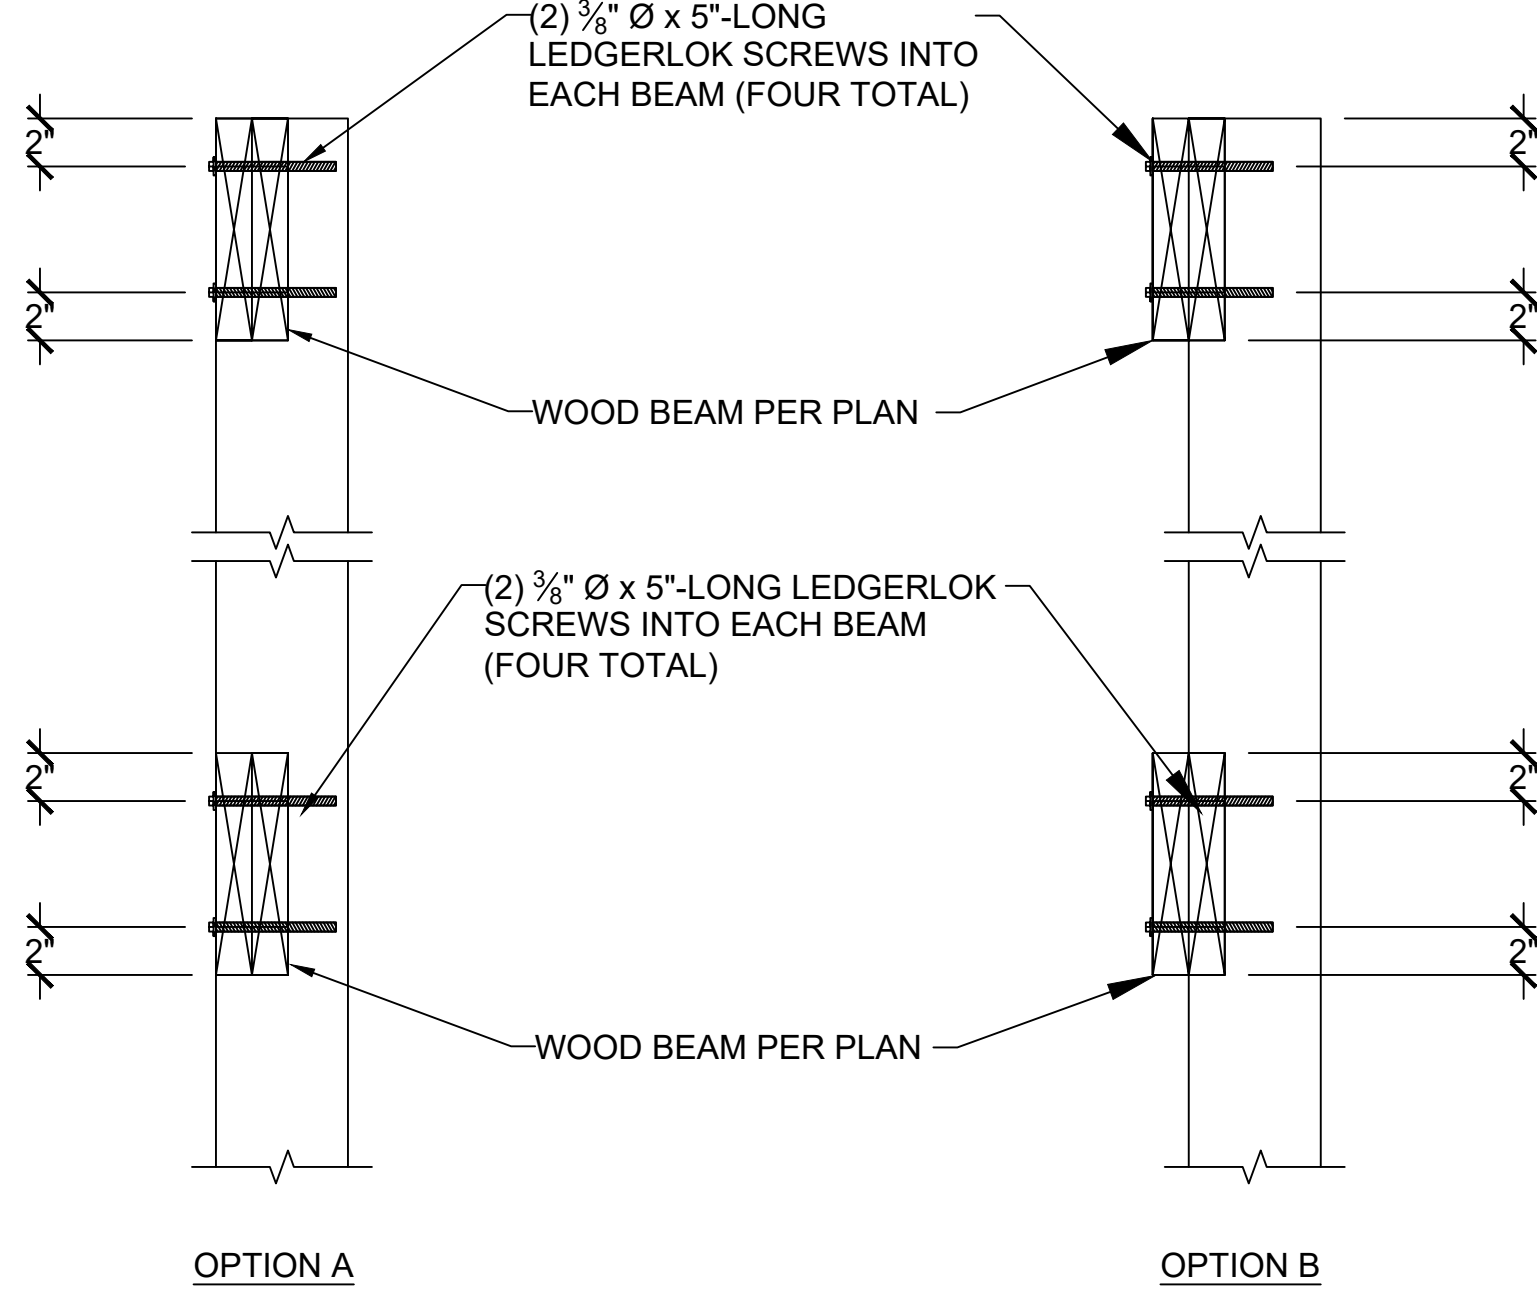 (2) 3/8" Ø x 5"-LONG
LEDGERLOK SCREWS INTO
EACH BEAM (FOUR TOTAL)
2"
2"
2"
2"
WOOD BEAM PER PLAN
(2) 3/8" Ø x 5"-LONG LEDGERLOK
SCREWS INTO EACH BEAM
(FOUR TOTAL)
2"
2"
2"
2"
WOOD BEAM PER PLAN
OPTION A
OPTION B